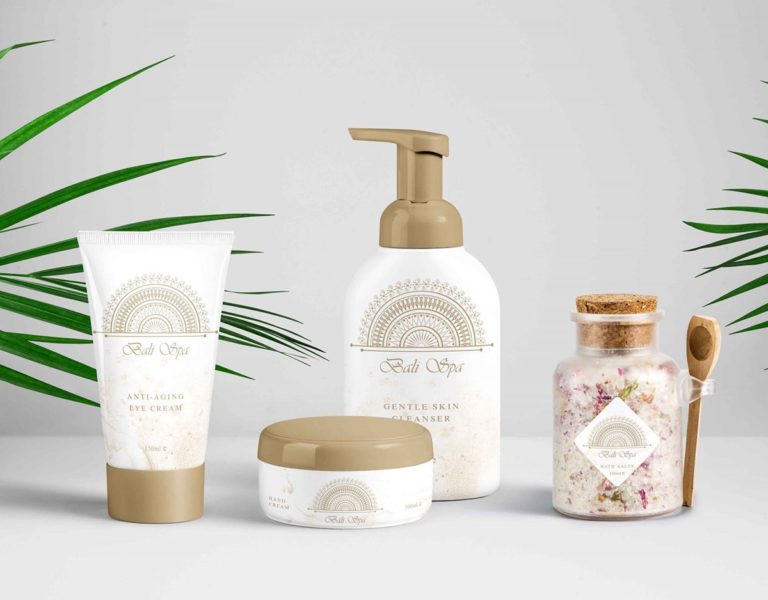 Bali Spa
ANTI-AGING
EYE CREAM
150ml ℮
Bali Spa
GENTLE SKIN
CLEANSER
HAND
CREAM
Bali Spa
Bali Spa
BATH SALTS